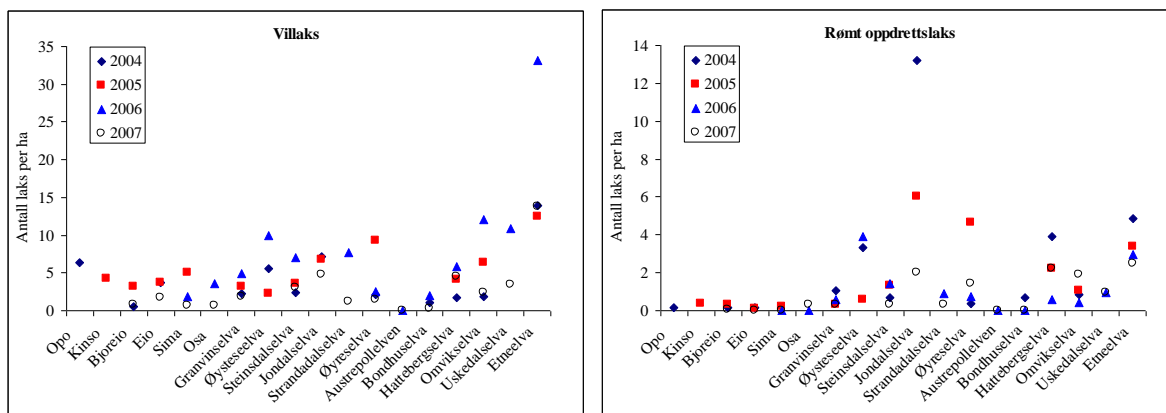 Villaks
35
30
25
20
15
10
5
0
Antall laks per ha
2004
2005
2006
2007
Opo
Kinso
Bjoreio
Eio
Sima
Osa
Granvinselva
Øysteseelva
Steinsdalselva
Jondalselva
Strandadalselva
Øyreselva
Austrepollelven
Bondhuselva
Hattebergselva
Omvikselva
Uskedalselva
Etneelva
Rømt oppdrettslaks
14
12
10
8
6
4
2
0
Antall laks per ha
2004
2005
2006
2007
Opo
Kinso
Bjoreio
Eio
Sima
Osa
Granvinselva
Øysteseelva
Steinsdalselva
Jondalselva
Strandadalselva
Øyreselva
Austrepollelven
Bondhuselva
Hattebergselva
Omvikselva
Uskedalselva
Etneelva